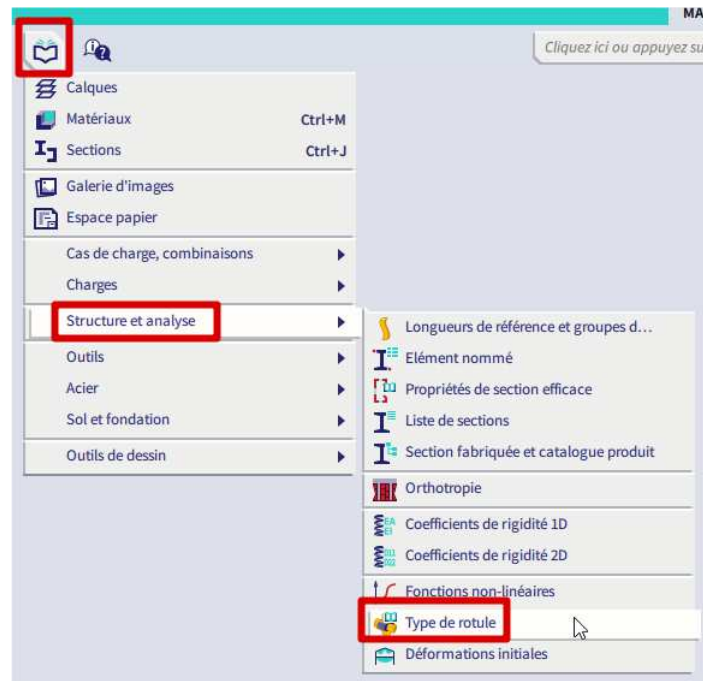 MA
Cliquez ici ou appuyez su
Calques
Matériaux Ctrl+M
Sections Ctrl+J
Galerie d'images
Espace papier
Cas de charge, combinaisons
Charges
Structure et analyse
Longueurs de référence et groupes d...
Outils
Elément nommé
Acier
Propriétés de section efficace
Sol et fondation
Liste de sections
Outils de dessin
Section fabriquée et catalogue produit
Orthotropie
Coefficients de rigidité 1D
Coefficients de rigidité 2D
Fonctions non-linéaires
Type de rotule
Déformations initiales